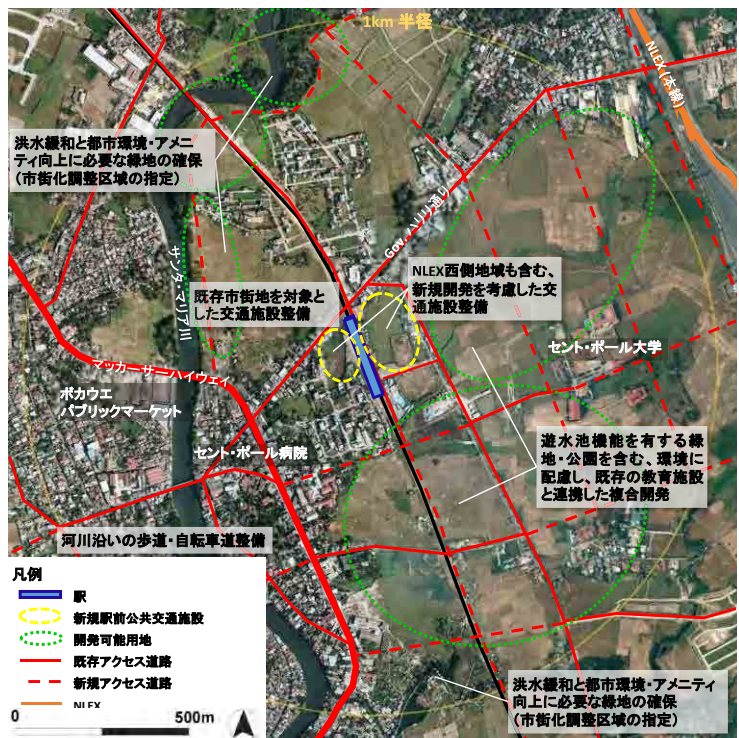 1km 半径
NLEX(本線)
洪水緩和と都市環境・アメニ
ティ向上に必要な緑地の確保
(市街化調整区域の指定)
Gov. ハリリ通り
サンタ・マリア川
既存市街地を対象と
した交通施設整備
NLEX西側地域も含む、
新規開発を考慮した交
通施設整備
セント・ポール大学
マッカーサーハイウェイ
ボカウエ
パブリックマーケット
セント・ポール病院
遊水池機能を有する緑
地・公園を含む、環境に
配慮し、既存の教育施設
と連携した複合開発
河川沿いの歩道・自転車道整備
凡例
駅
新規駅前公共交通施設
開発可能用地
既存アクセス道路
新規アクセス道路
NLEX
0 500m
洪水緩和と都市環境・アメニティ
向上に必要な緑地の確保
(市街化調整区域の指定)